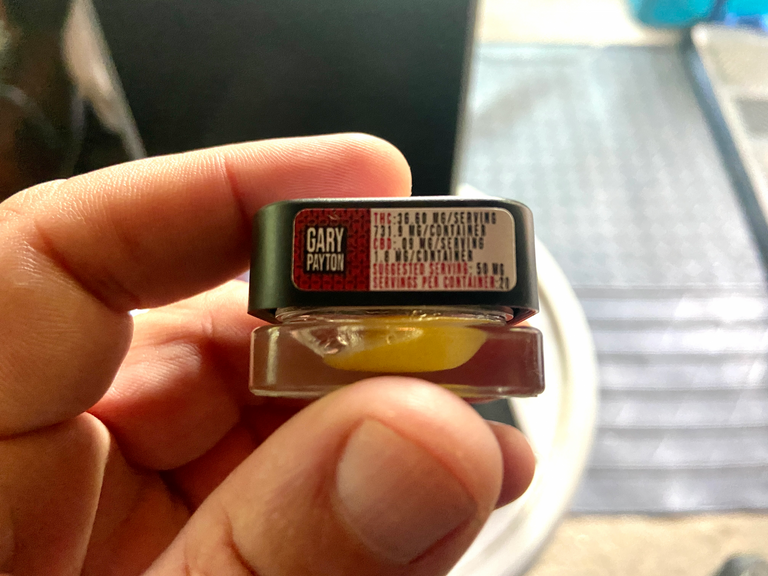 GARY
PAYTON
THC: 36.60 MG/SERVING
731.9 MG/CONTAINER
CBD: .09 MG/SERVING
1.8 MG/CONTAINER
SUGGESTED SERVING: 50 MG
SERVINGS PER CONTAINER: 20